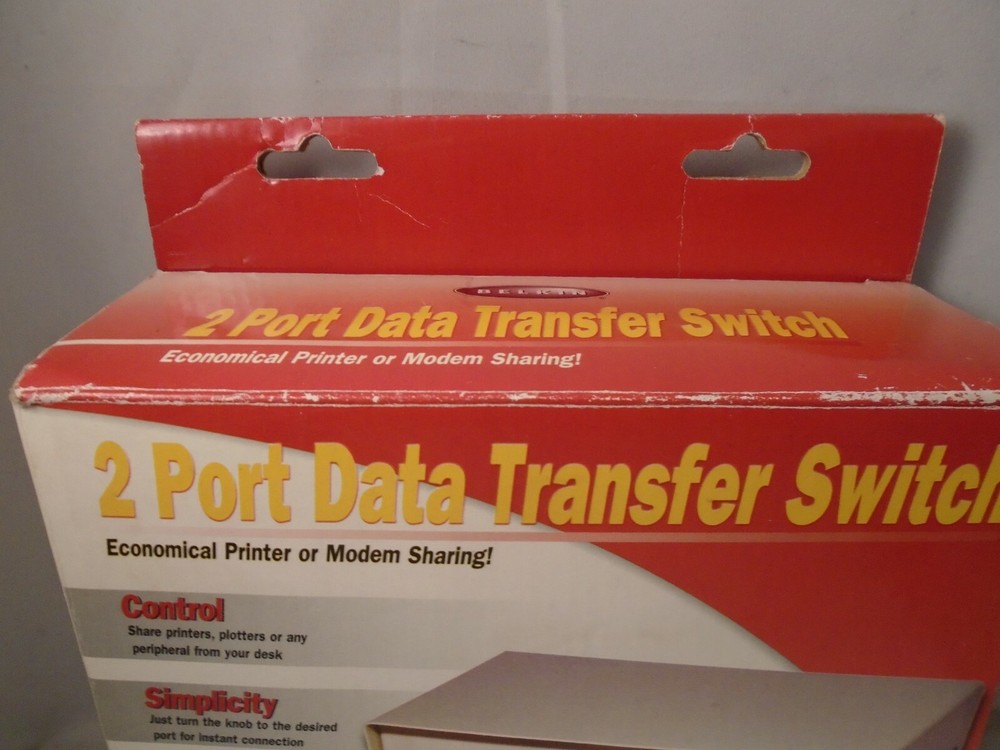 BELKIN
2 Port Data Transfer Switch
Economical Printer or Modem Sharing!
2 Port Data Transfer Switch
Economical Printer or Modem Sharing!
Control
Share printers, plotters or any
peripheral from your desk
Simplicity
Just turn the knob to the desired
port for instant connection